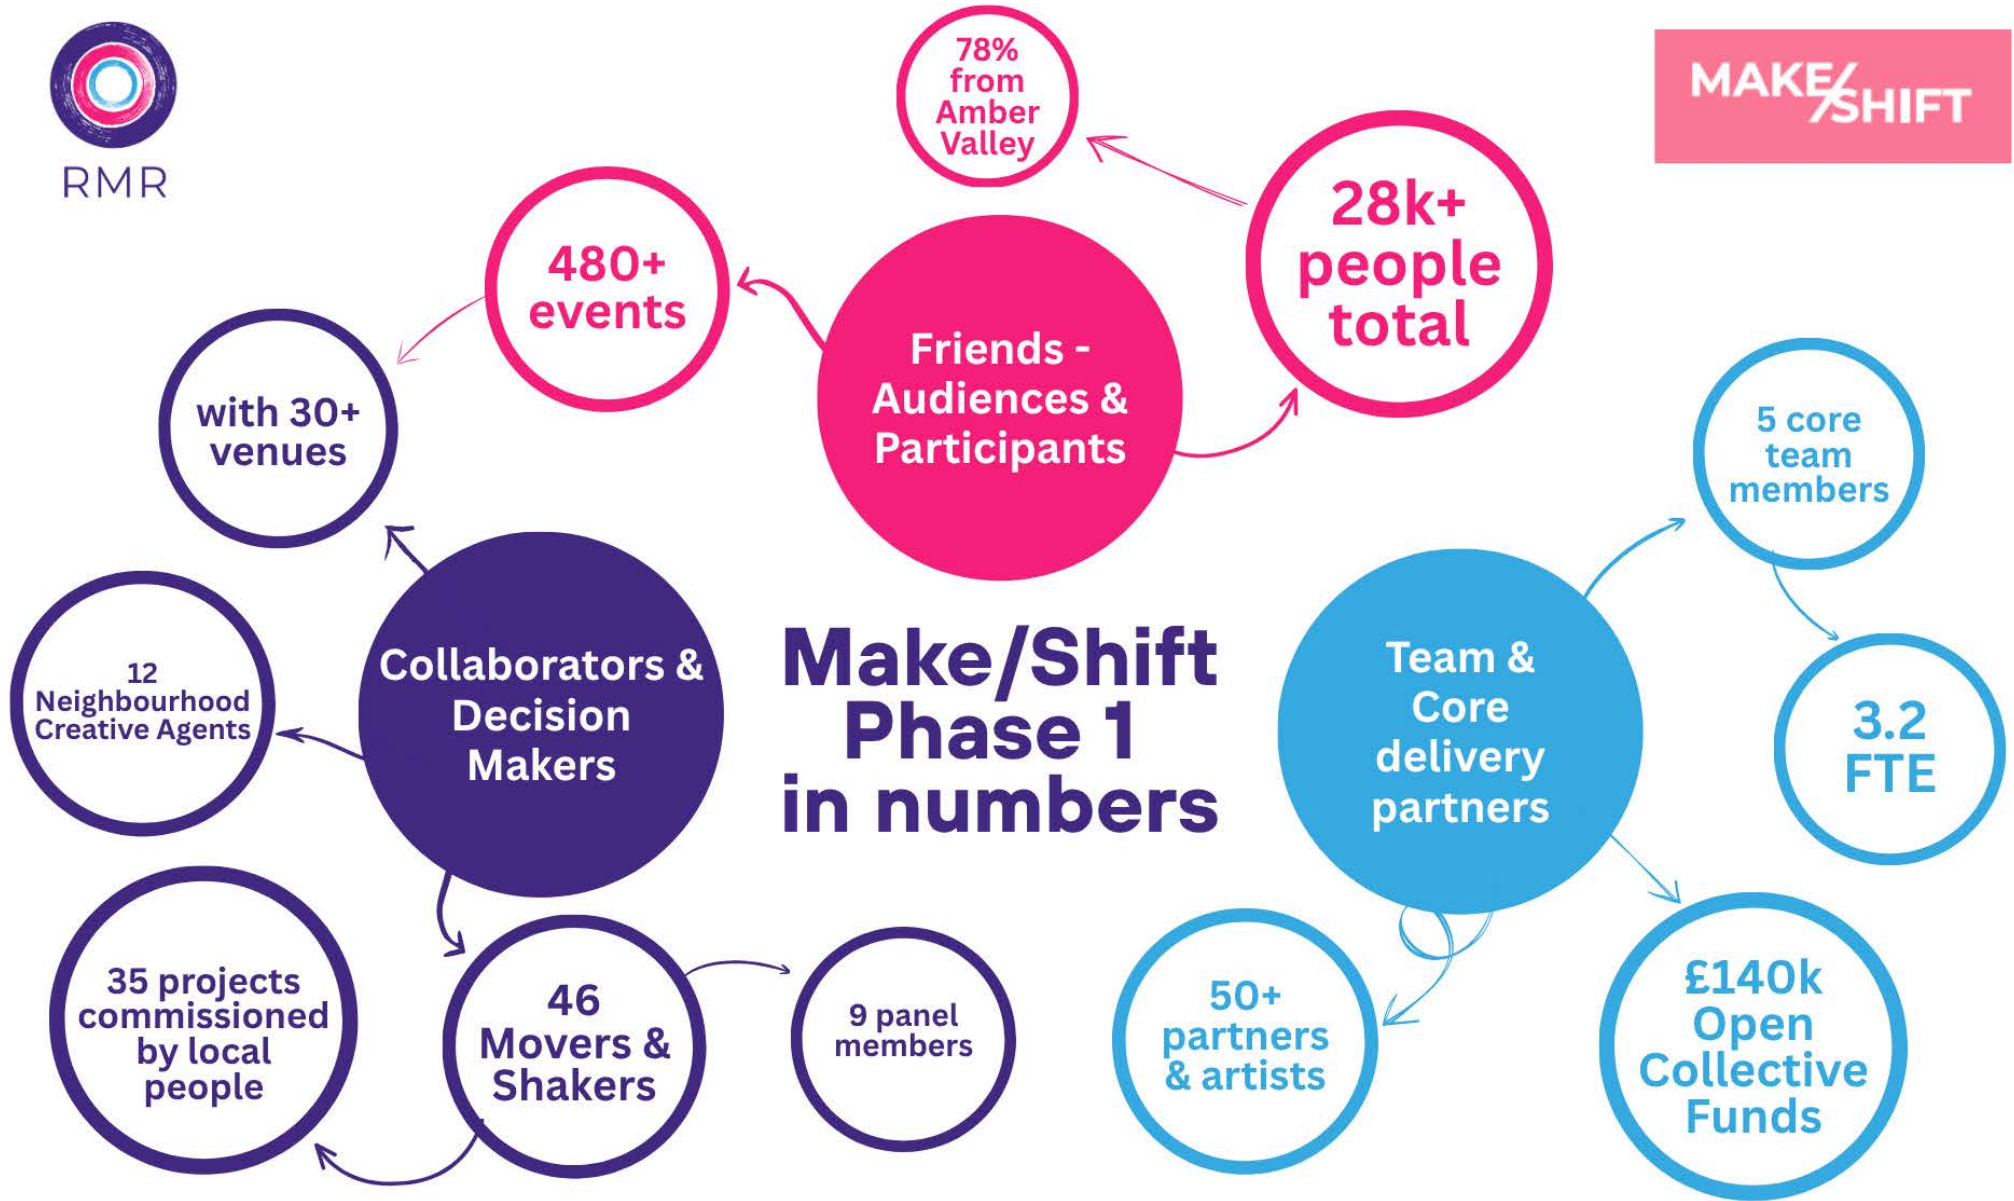 RMR
MAKE/SHIFT
78%
from
Amber
Valley
28k+
people
total
480+
events
Friends -
Audiences &
Participants
with 30+
venues
5 core
team
members
12
Neighbourhood
Creative Agents
Collaborators &
Decision
Makers
Make/Shift
Phase 1
in numbers
Team &
Core
delivery
partners
3.2
FTE
35 projects
commissioned
by local
people
46
Movers &
Shakers
9 panel
members
50+
partners
& artists
£140k
Open
Collective
Funds